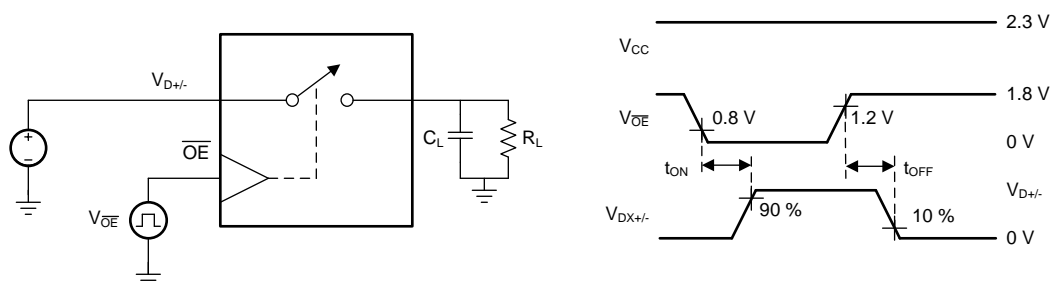 V_D+/-
+
−
OE̅
V_OE̅
C_L
R_L
V_CC
2.3 V
V_OE̅
0.8 V
1.2 V
1.8 V
0 V
t_ON
t_OFF
V_DX+/-
90 %
10 %
V_D+/-
0 V